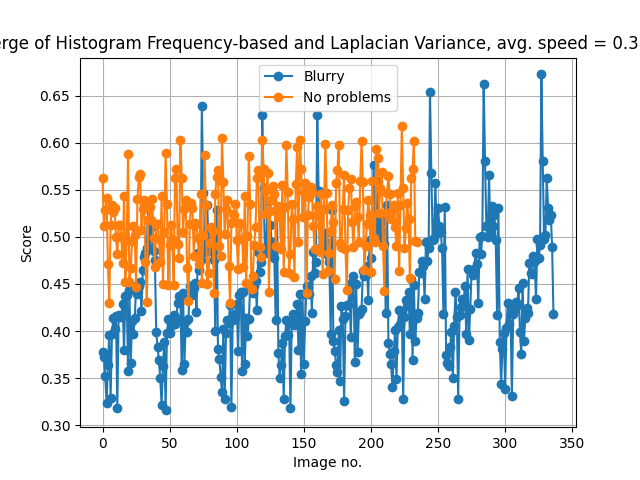 erge of Histogram Frequency-based and Laplacian Variance, avg. speed = 0.3
Blurry
No problems
Score
0.65
0.60
0.55
0.50
0.45
0.40
0.35
0.30
0 50 100 150 200 250 300 350
Image no.